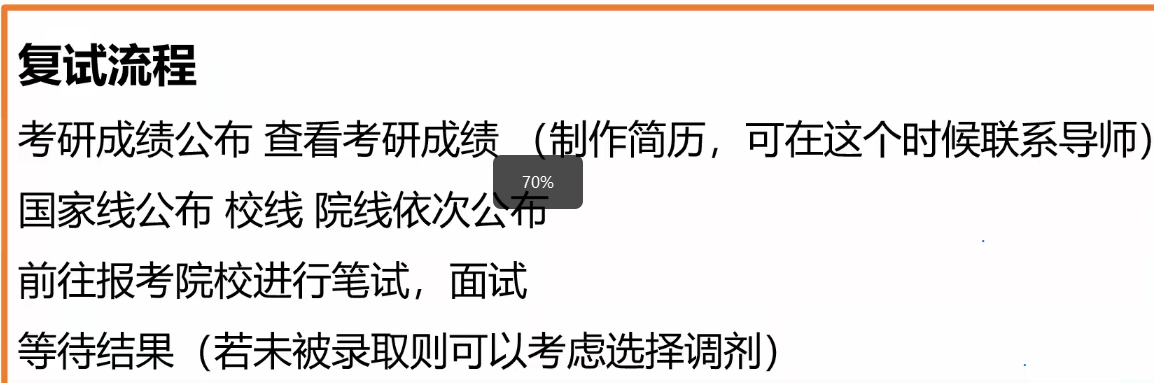 复试流程
考研成绩公布 查看考研成绩 （制作简历，可在这个时候联系导师）
70%
国家线公布 校线 院线依次公布
前往报考院校进行笔试，面试
等待结果（若未被录取则可以考虑选择调剂）